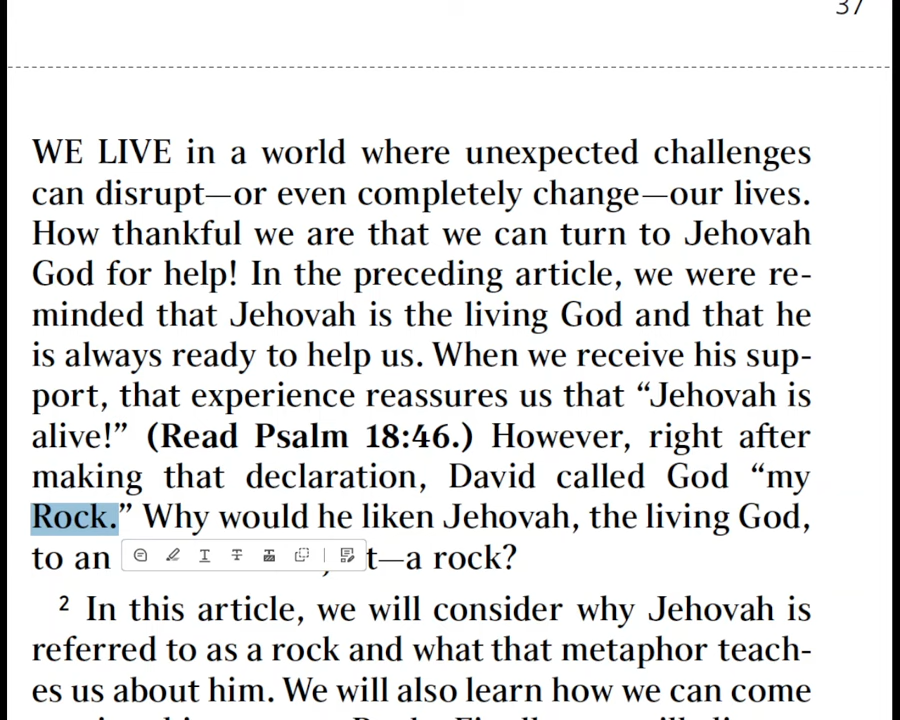 37
WE LIVE in a world where unexpected challenges
can disrupt—or even completely change—our lives.
How thankful we are that we can turn to Jehovah
God for help! In the preceding article, we were re-
minded that Jehovah is the living God and that he
is always ready to help us. When we receive his sup-
port, that experience reassures us that “Jehovah is
alive!” (Read Psalm 18:46.) However, right after
making that declaration, David called God “my
Rock.” Why would he liken Jehovah, the living God,
to an t—a rock?
2 In this article, we will consider why Jehovah is
referred to as a rock and what that metaphor teach-
es us about him. We will also learn how we can come